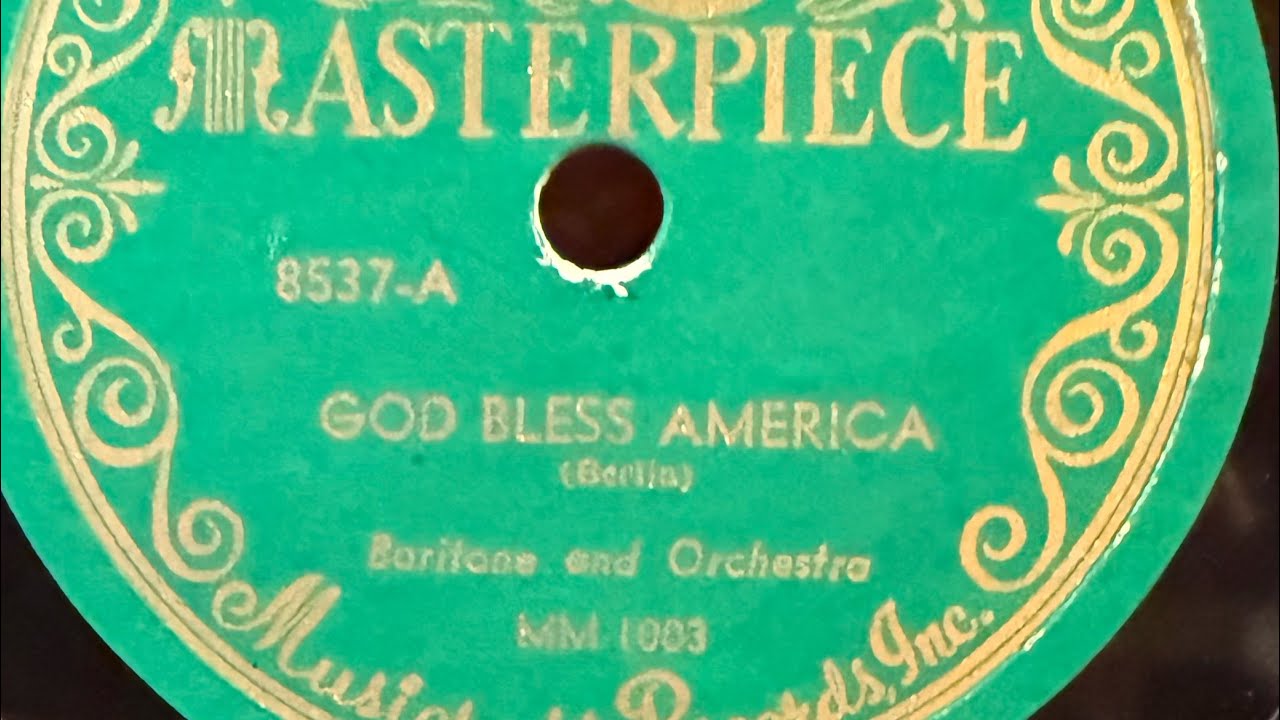 MASTERPIECE
8537-A
GOD BLESS AMERICA
(Berlin)
Baritone and Orchestra
MM 1003
Records, Inc.